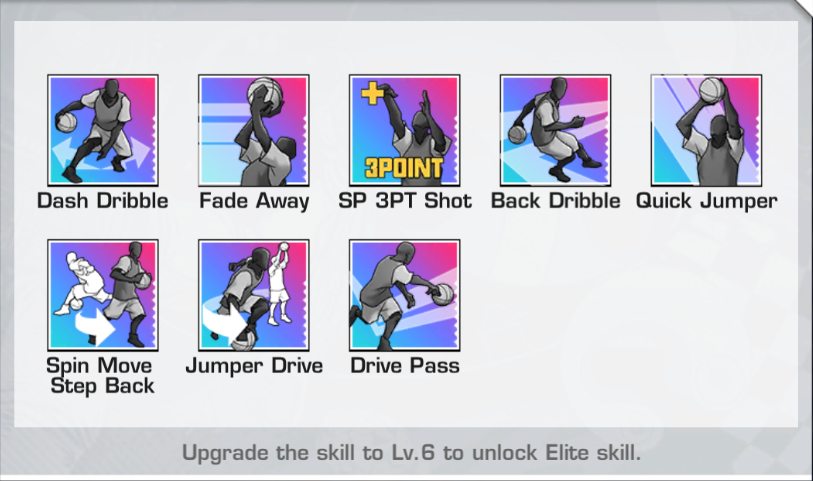 3POINT
Dash Dribble
Fade Away
SP 3PT Shot
Back Dribble
Quick Jumper
Spin Move
Step Back
Jumper Drive
Drive Pass
Upgrade the skill to Lv.6 to unlock Elite skill.